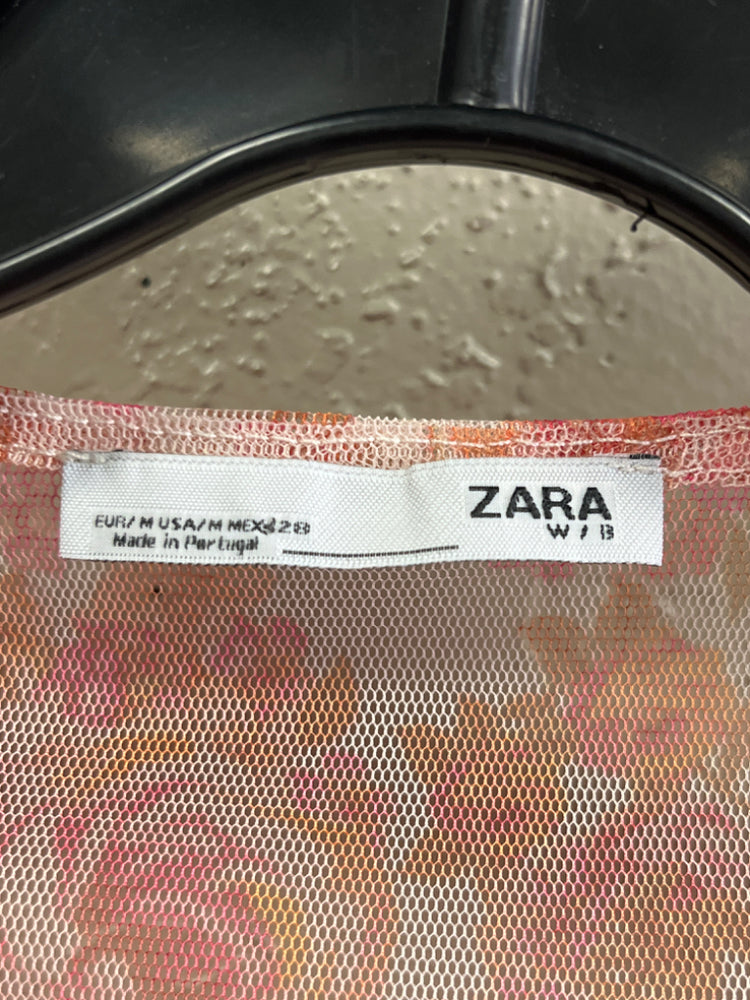 EUR/ M USA/M MEX 28
Made in Portugal
ZARA
W / B